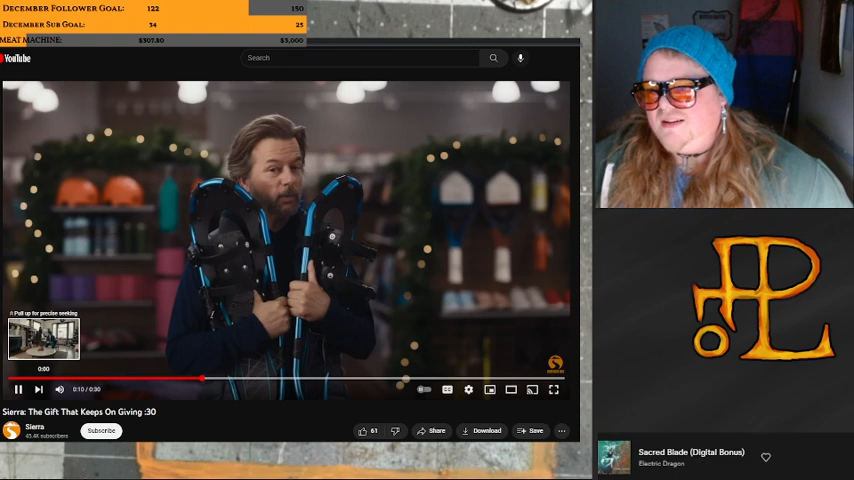 DECEMBER FOLLOWER GOAL: 122 150
DECEMBER SUB GOAL: 34 25
MEAT MACHINE: $307.80 $3,000
YouTube
Search
Pull up for precise seeking
0:00
0:10 / 0:30
Sierra: The Gift That Keeps On Giving :30
Sierra
43.4K subscribers
Subscribe
61
Share
Download
Save
Sacred Blade (Digital Bonus)
Electric Dragon